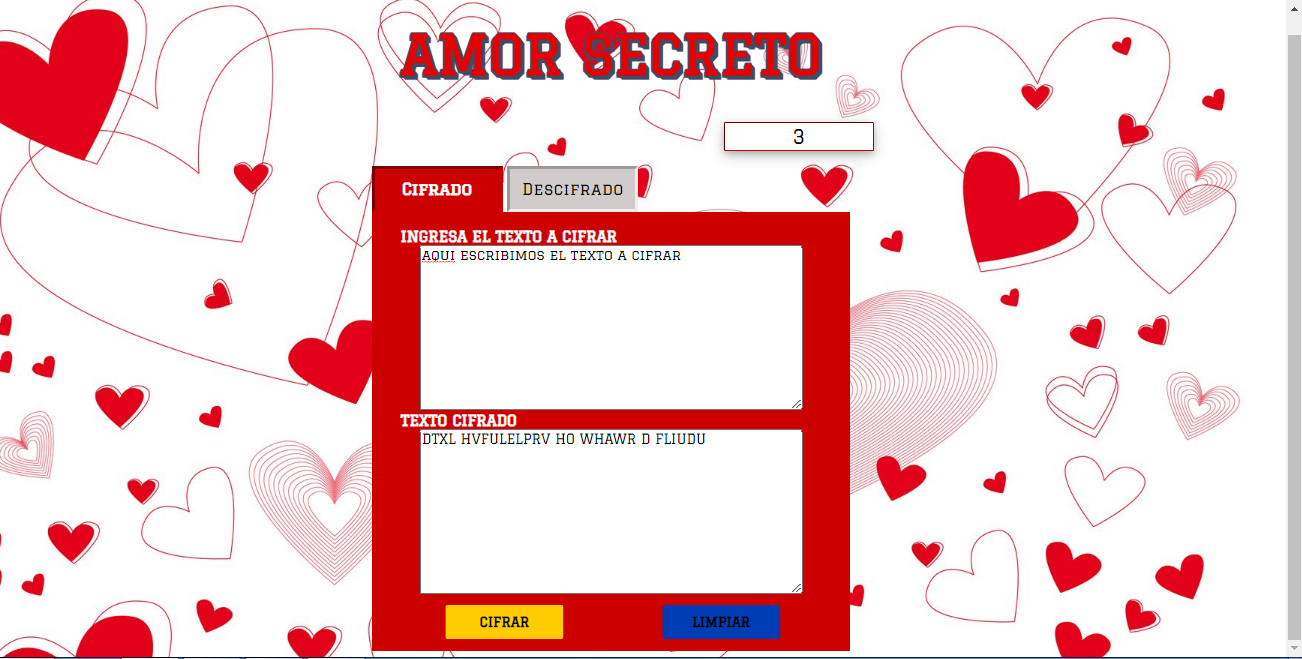 AMOR SECRETO
3
CIFRADO
DESCIFRADO
INGRESA EL TEXTO A CIFRAR
AQUI ESCRIBIMOS EL TEXTO A CIFRAR
TEXTO CIFRADO
DTXL HVFULELPRV HO WHAWR D FLIUDU
CIFRAR
LIMPIAR